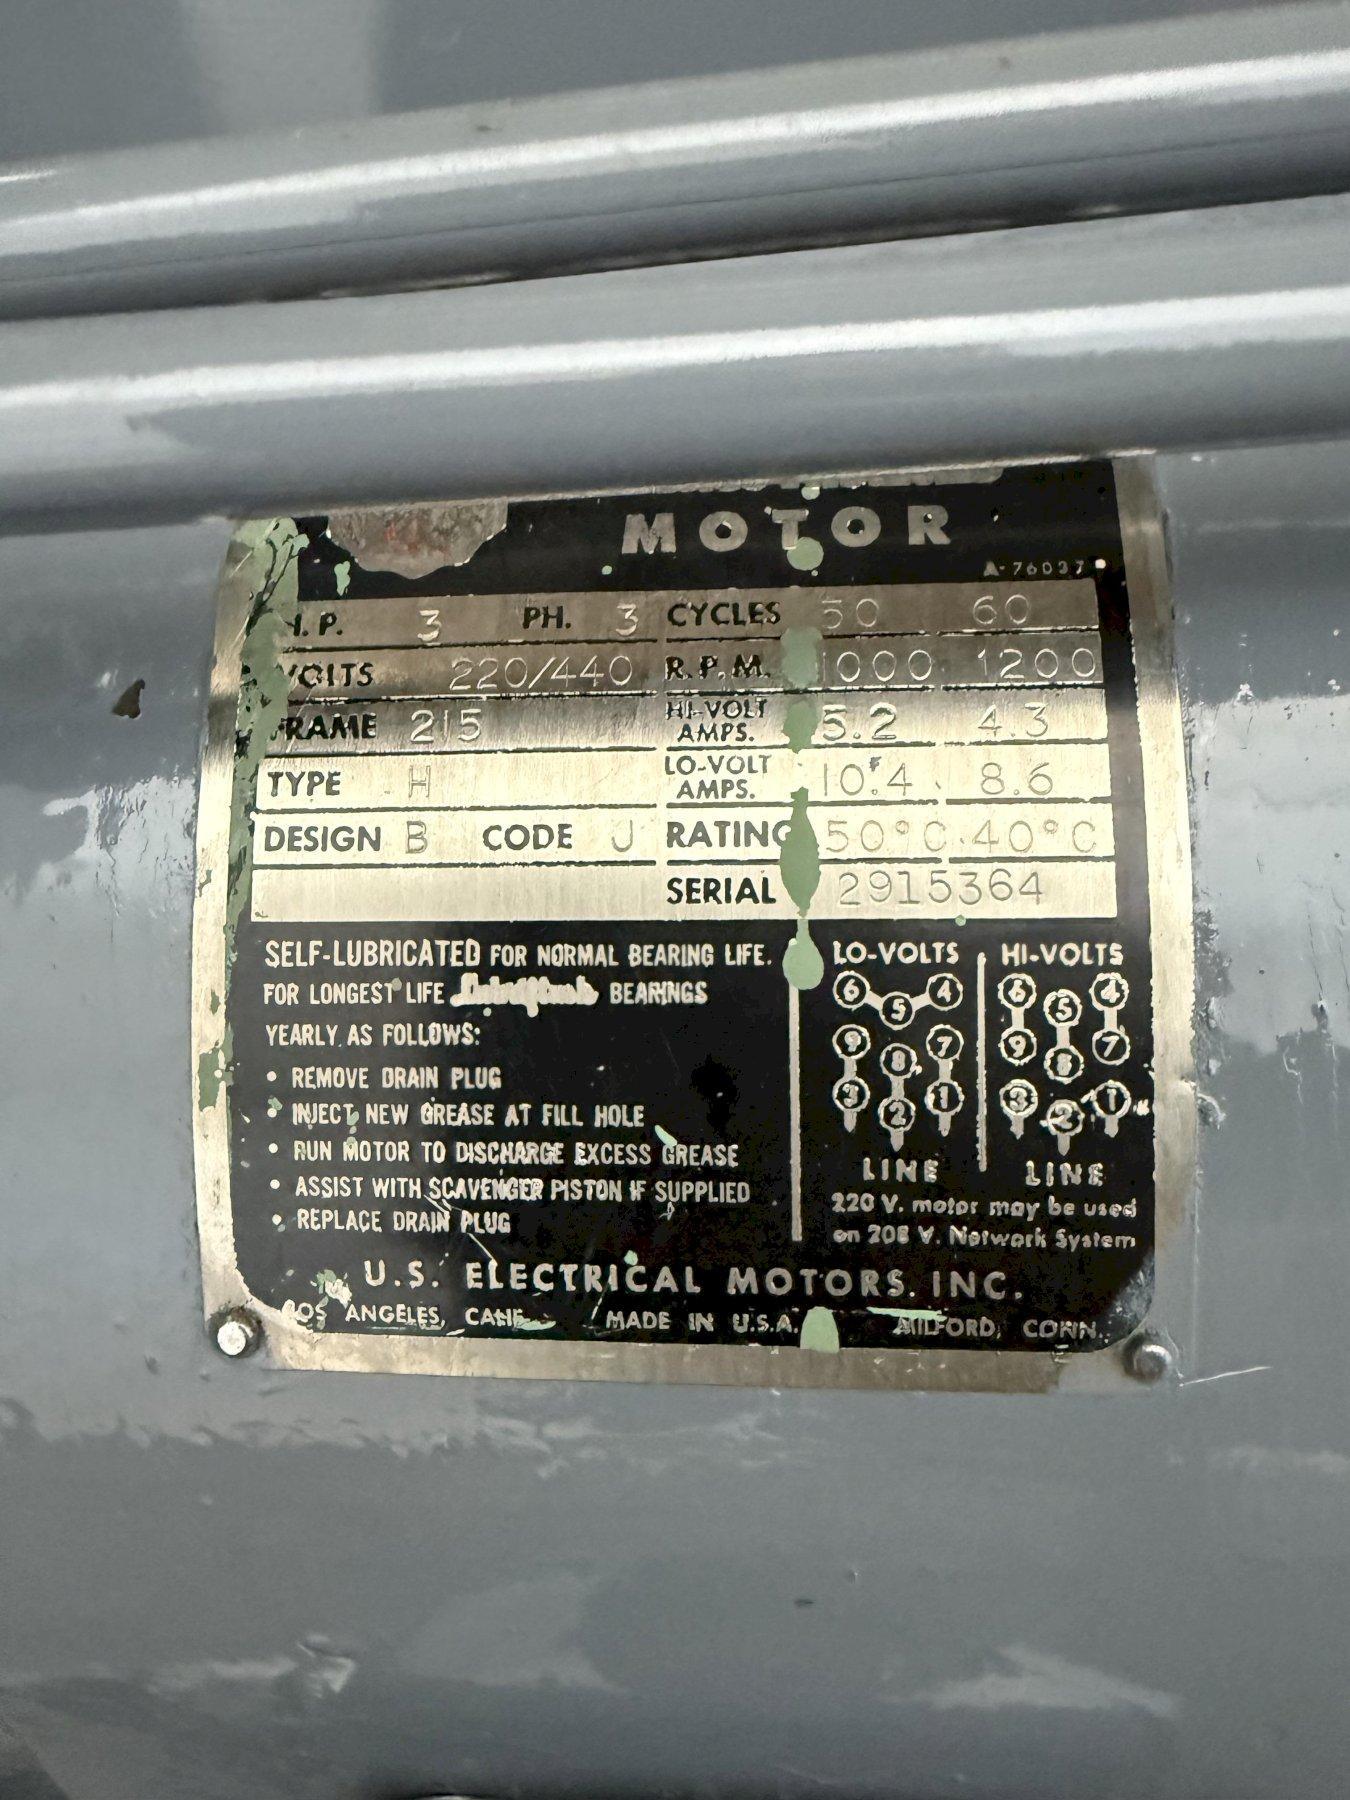 MOTOR
A-76037
H.P. 3 PH. 3 CYCLES 50 60
VOLTS 220/440 R.P.M. 1000 1200
FRAME 215 HI-VOLT AMPS. 5.2 4.3
TYPE H LO-VOLT AMPS. 10.4 8.6
DESIGN B CODE J RATING 50°C 40°C
SERIAL 2915364
SELF-LUBRICATED FOR NORMAL BEARING LIFE.
FOR LONGEST LIFE BEARINGS
YEARLY AS FOLLOWS:
• REMOVE DRAIN PLUG
• INJECT NEW GREASE AT FILL HOLE
• RUN MOTOR TO DISCHARGE EXCESS GREASE
• ASSIST WITH SCAVENGER PISTON IF SUPPLIED
• REPLACE DRAIN PLUG
LO-VOLTS HI-VOLTS
6 5 4 6 5 4
9 8 7 9 8 7
3 2 1 3 2 1
LINE LINE
220 V. motor may be used
on 208 V. Network System
U.S. ELECTRICAL MOTORS. INC.
LOS ANGELES, CALIF. MADE IN U.S.A. MILFORD, CONN.